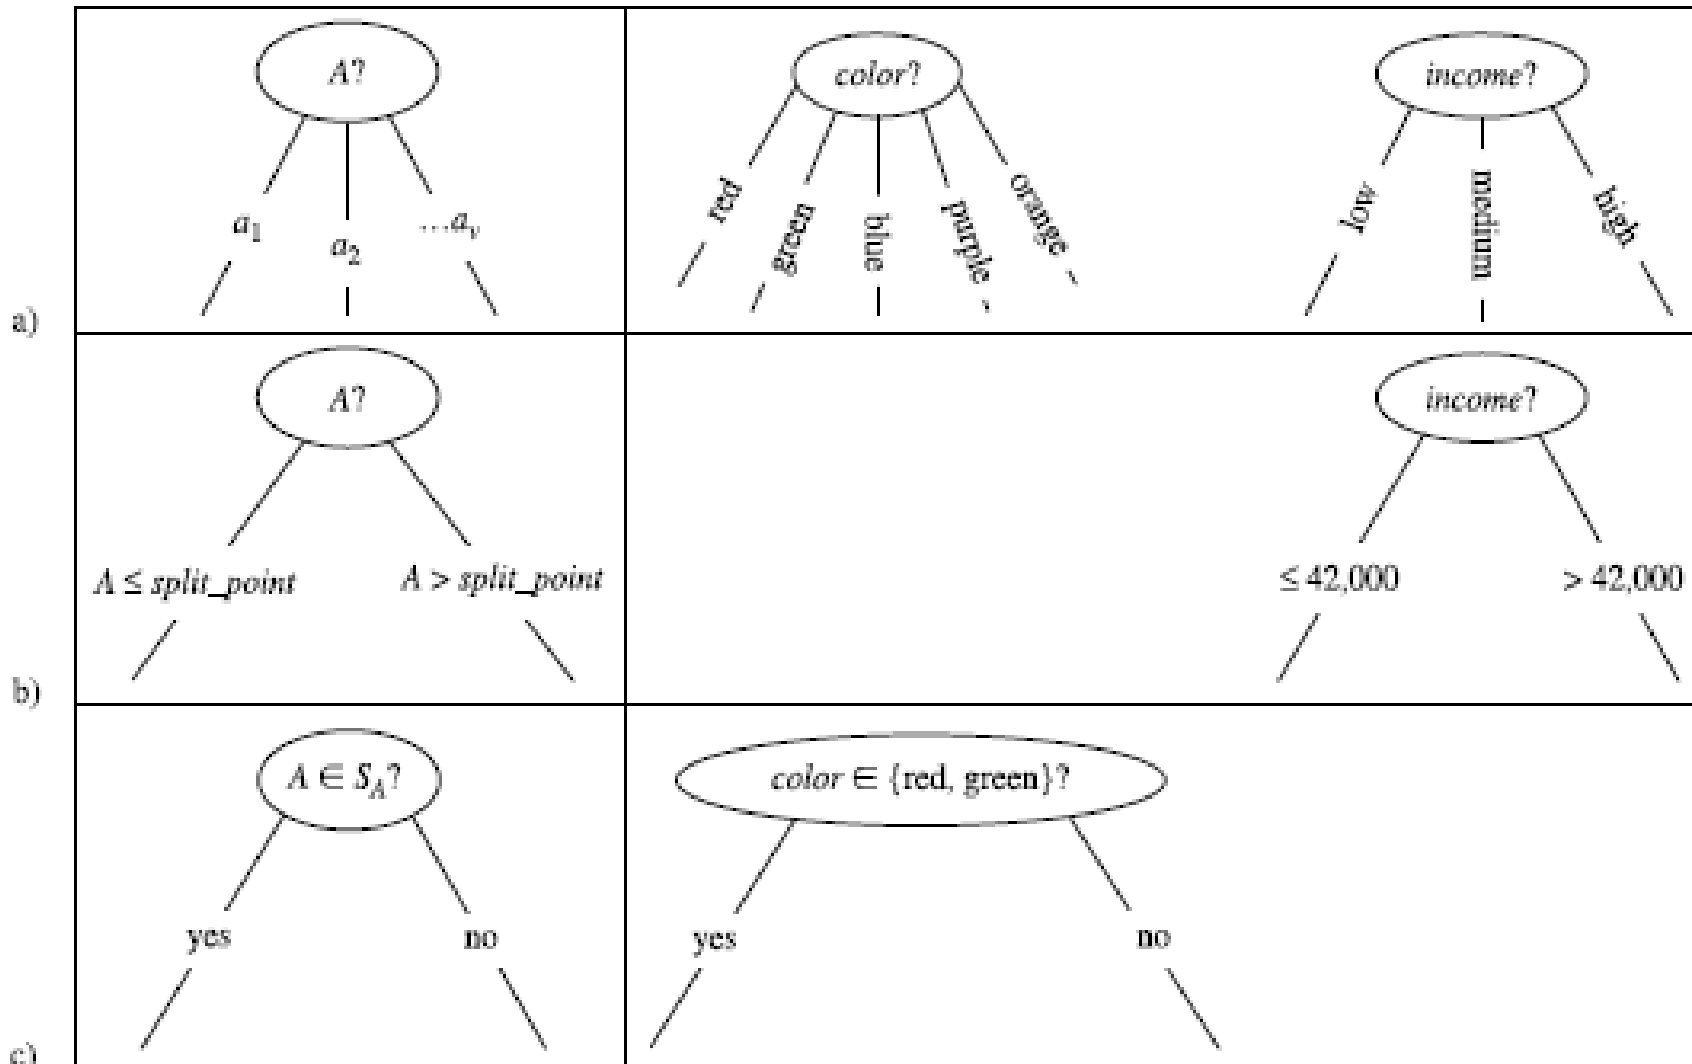 A?
color?
income?
red
green
blue
purple
orange
low
medium
high
a1
a2
...av
a)
A?
income?
A ≤ split_point
A > split_point
≤ 42,000
> 42,000
b)
A ∈ SA?
color ∈ {red, green}?
yes
no
yes
no
c)